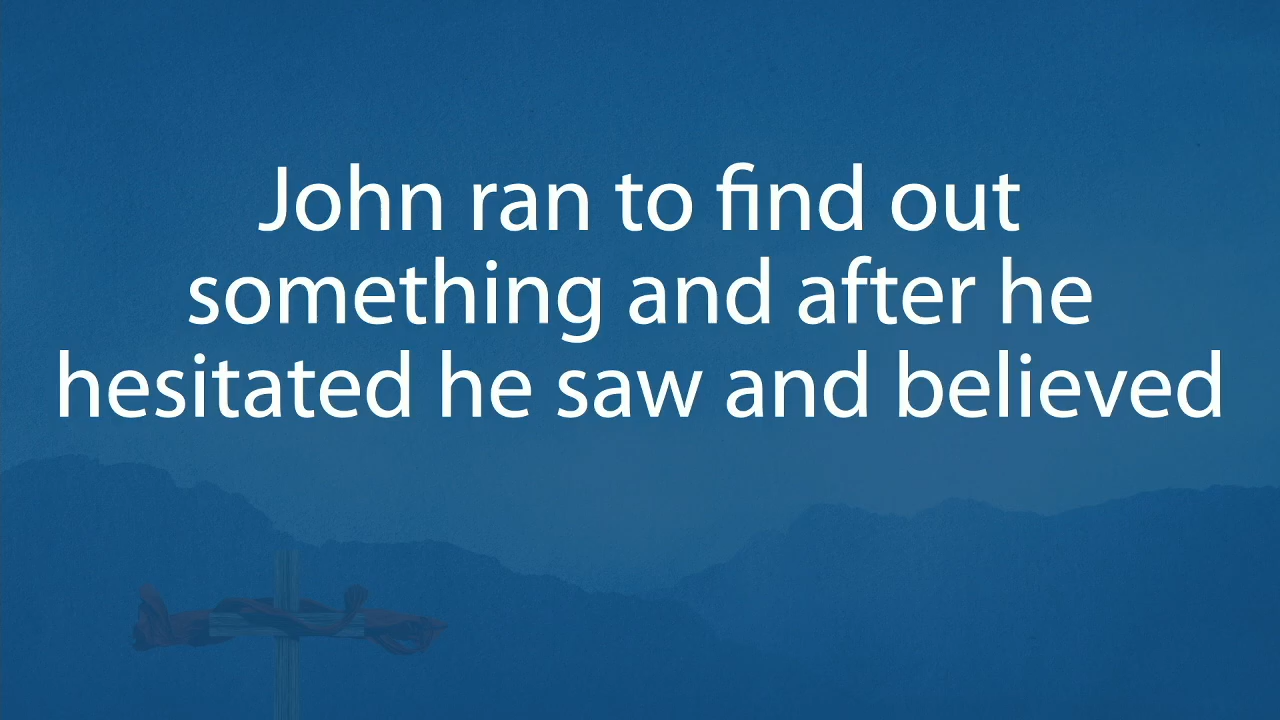 John ran to find out
something and after he
hesitated he saw and believed